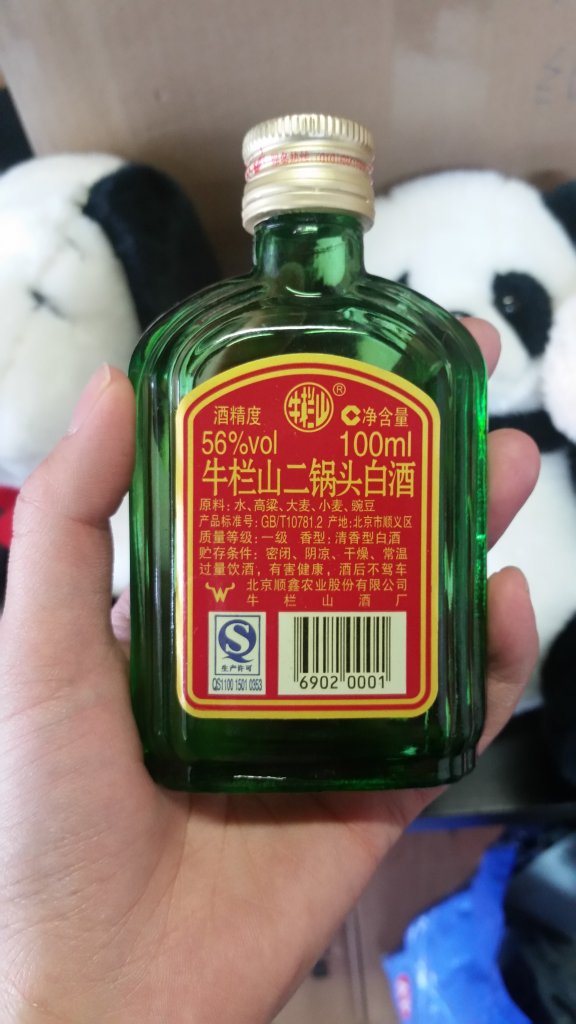 牛栏山®
酒精度 净含量
56%vol 100ml
牛栏山二锅头白酒
原料：水、高粱、大麦、小麦、豌豆
产品标准号：GB/T10781.2 产地：北京市顺义区
质量等级：一级 香型：清香型白酒
贮存条件：密闭、阴凉、干燥、常温
过量饮酒，有害健康，酒后不驾车
北京顺鑫农业股份有限公司
牛栏山酒厂
生产许可
QS1100 1501 0353
6902 0001